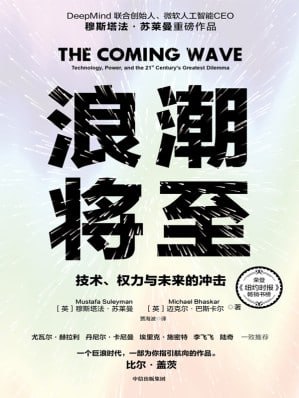 DeepMind 联合创始人、微软人工智能CEO
穆斯塔法·苏莱曼重磅作品
THE COMING WAVE
Technology, Power, and the 21st Century's Greatest Dilemma
浪潮
将至
技术、权力与未来的冲击
荣登
《纽约时报》
畅销书榜
[英] Mustafa Suleyman 穆斯塔法·苏莱曼
[英] Michael Bhaskar 迈克尔·巴斯卡尔 著
贾海波 译
尤瓦尔·赫拉利 丹尼尔·卡尼曼 埃里克·施密特 李飞飞 陆奇 一致推荐
一个巨浪时代，一部为你指引航向的作品。
比尔·盖茨
中信出版集团